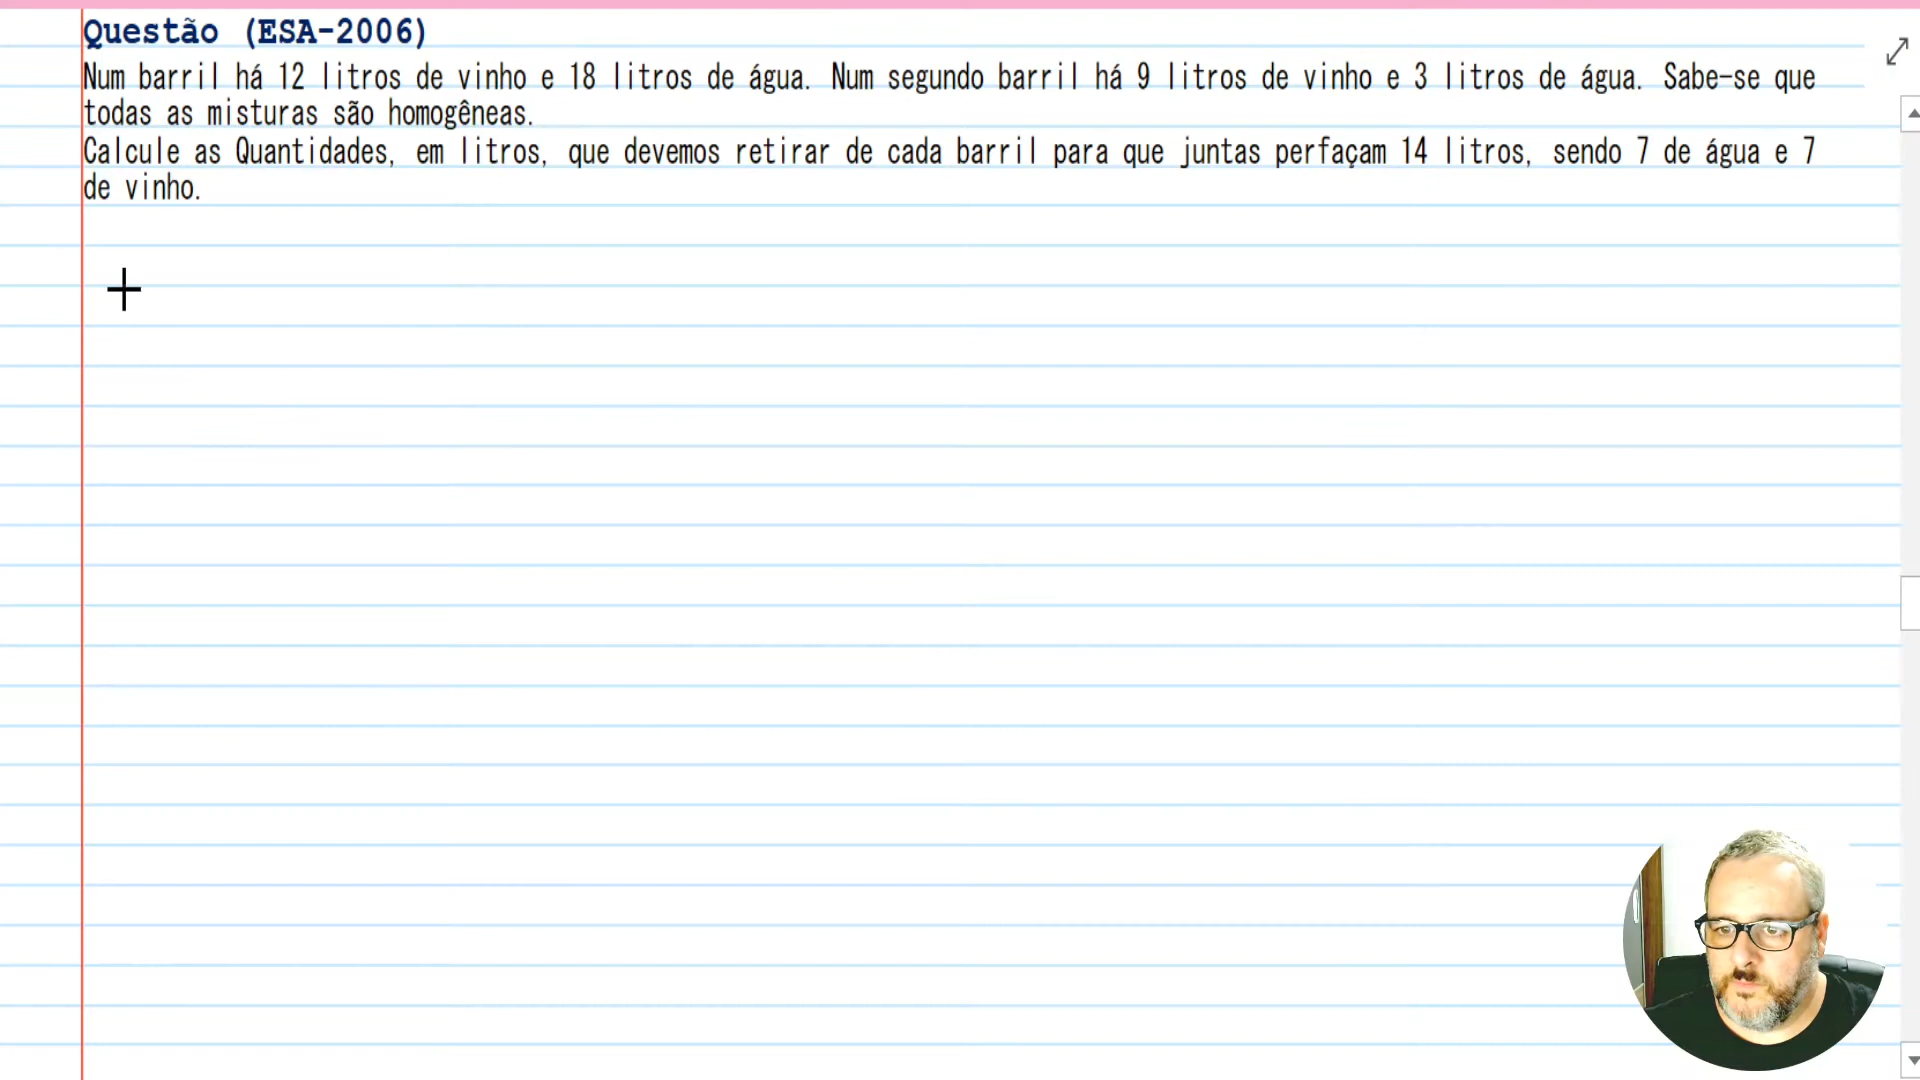 Questão (ESA-2006)
Num barril há 12 litros de vinho e 18 litros de água. Num segundo barril há 9 litros de vinho e 3 litros de água. Sabe-se que
todas as misturas são homogêneas.
Calcule as Quantidades, em litros, que devemos retirar de cada barril para que juntas perfaçam 14 litros, sendo 7 de água e 7
de vinho.